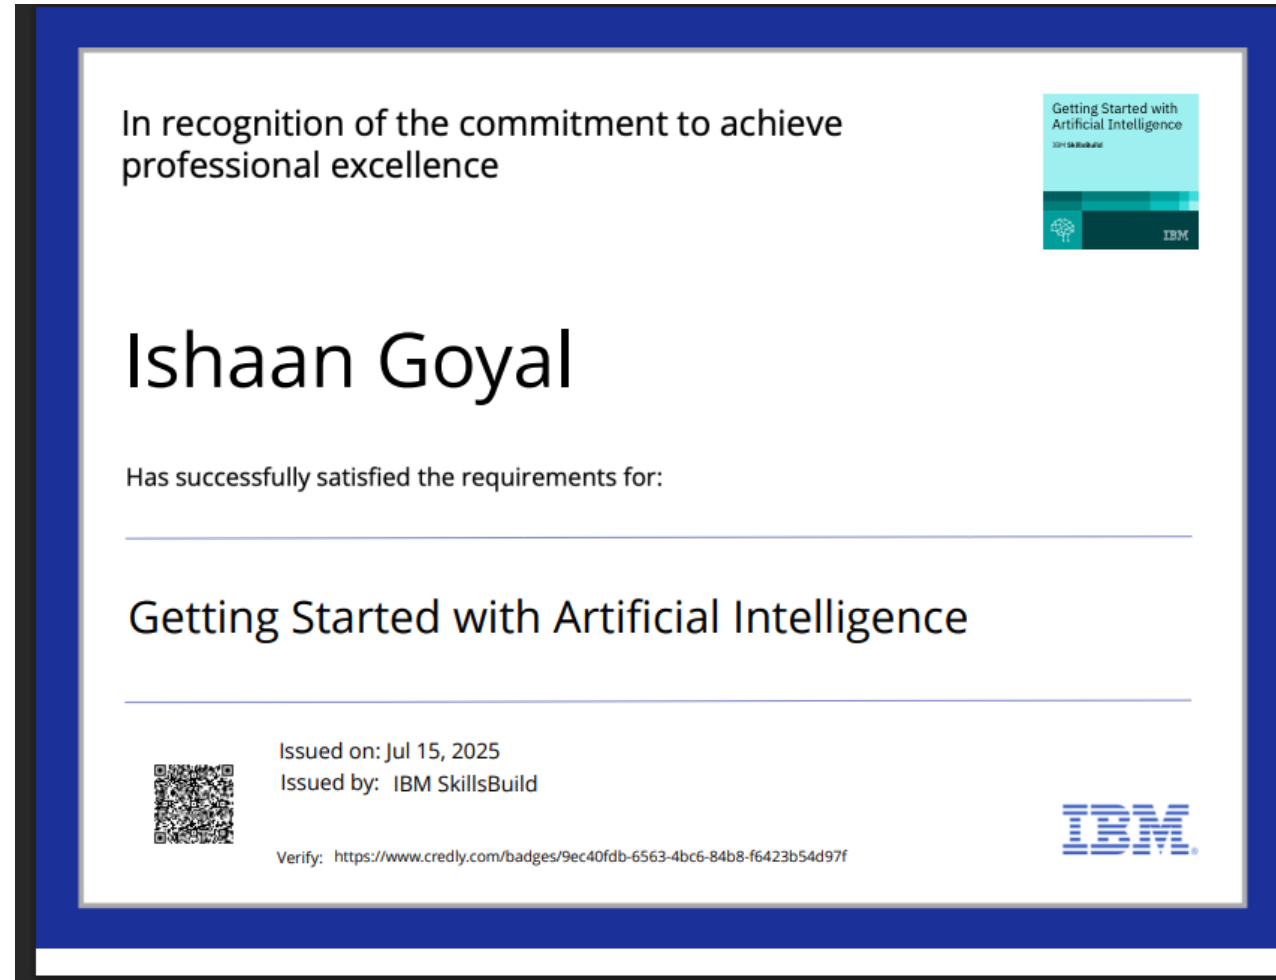 In recognition of the commitment to achieve
professional excellence
Getting Started with
Artificial Intelligence
IBM SkillsBuild
IBM
Ishaan Goyal
Has successfully satisfied the requirements for:
Getting Started with Artificial Intelligence
Issued on: Jul 15, 2025
Issued by: IBM SkillsBuild
Verify: https://www.credly.com/badges/9ec40fdb-6563-4bc6-84b8-f6423b54d97f
IBM®